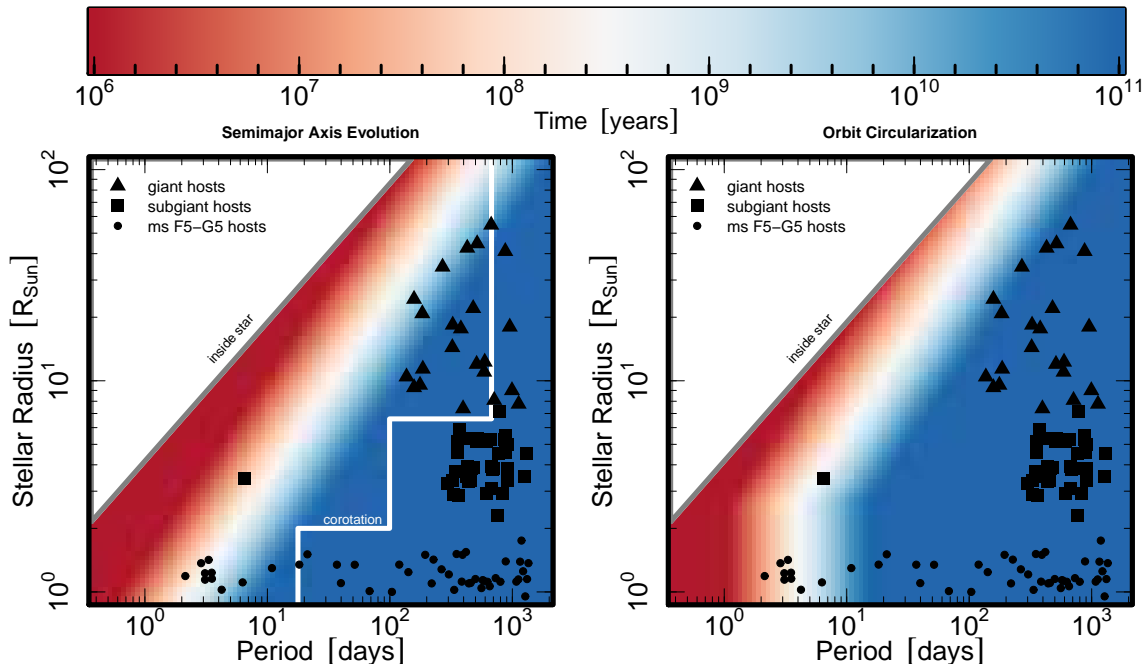 10^6 10^7 10^8 10^9 10^10 10^11
Time [years]
Semimajor Axis Evolution
Orbit Circularization
10^2
10^1
10^0
Stellar Radius [R_Sun]
giant hosts
subgiant hosts
ms F5−G5 hosts
inside star
corotation
10^0 10^1 10^2 10^3
Period [days]
10^2
10^1
10^0
Stellar Radius [R_Sun]
giant hosts
subgiant hosts
ms F5−G5 hosts
inside star
10^0 10^1 10^2 10^3
Period [days]